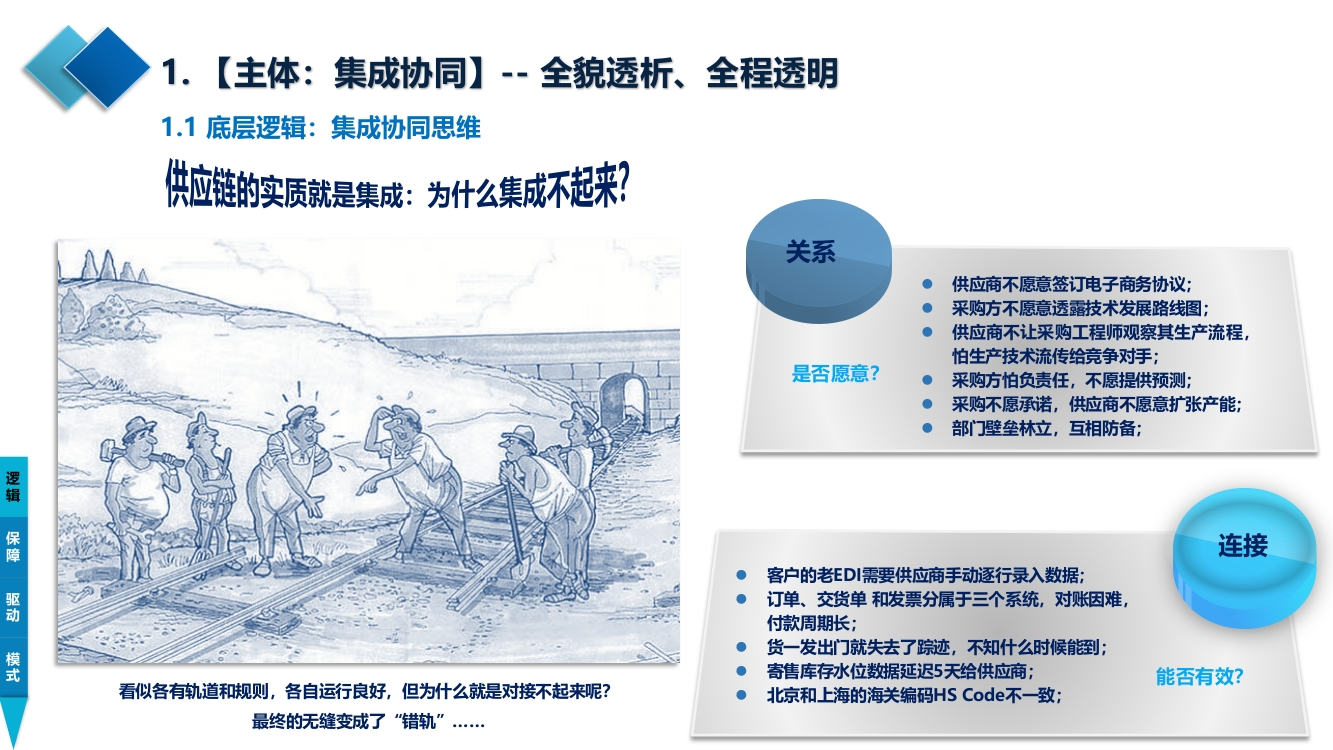 1. 【主体：集成协同】-- 全貌透析、全程透明
1.1 底层逻辑：集成协同思维
供应链的实质就是集成：为什么集成不起来？
关系
是否愿意？
供应商不愿意签订电子商务协议；
采购方不愿意透露技术发展路线图；
供应商不让采购工程师观察其生产流程，
怕生产技术流传给竞争对手；
采购方怕负责任，不愿提供预测；
采购不愿承诺，供应商不愿意扩张产能；
部门壁垒林立，互相防备；
连接
能否有效？
客户的老EDI需要供应商手动逐行录入数据；
订单、交货单 和发票分属于三个系统，对账困难，
付款周期长；
货一发出门就失去了踪迹，不知什么时候能到；
寄售库存水位数据延迟5天给供应商；
北京和上海的海关编码HS Code不一致；
看似各有轨道和规则，各自运行良好，但为什么就是对接不起来呢？
最终的无缝变成了“错轨”……
逻辑
保障
驱动
模式